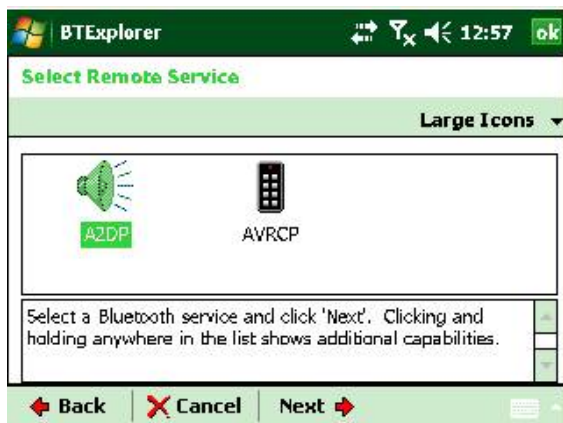 BTExplorer 12:57 ok
Select Remote Service
Large Icons
A2DP AVRCP
Select a Bluetooth service and click 'Next'. Clicking and
holding anywhere in the list shows additional capabilities.
Back Cancel Next